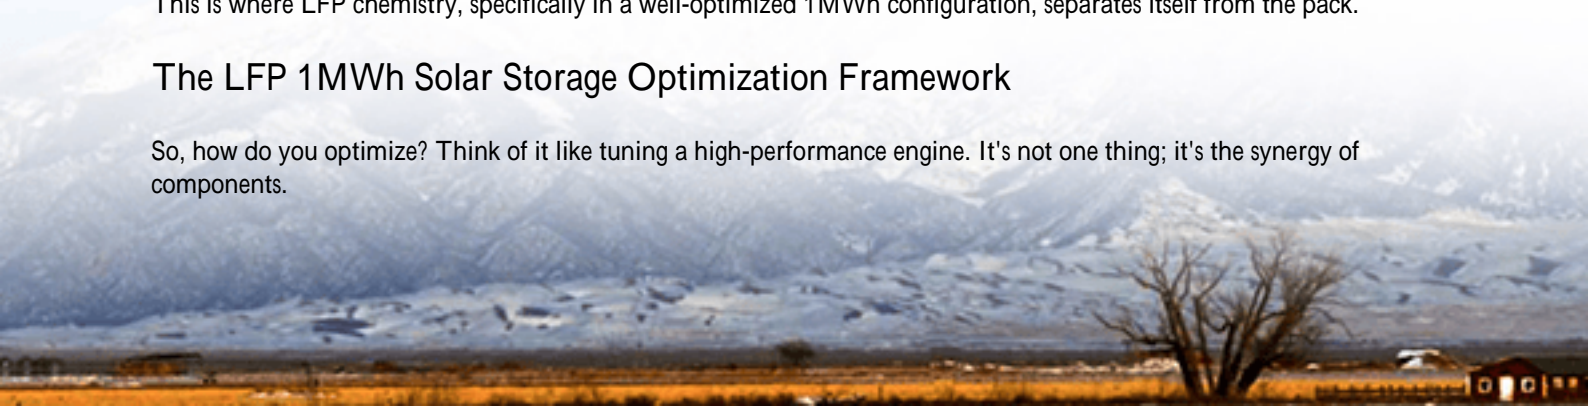 This is where LFP chemistry, specifically in a well-optimized 1MWh configuration, separates itself from the pack.
The LFP 1MWh Solar Storage Optimization Framework
So, how do you optimize? Think of it like tuning a high-performance engine. It's not one thing; it's the synergy of
components.